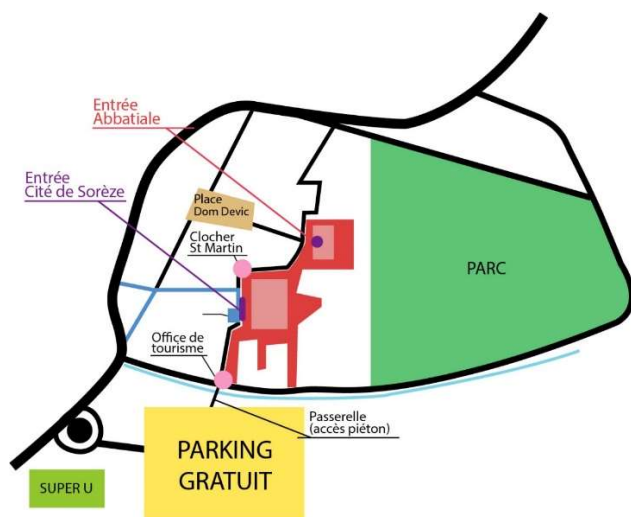 Entrée
Abbatiale
Entrée
Cité de Sorèze
Place
Dom Devic
Clocher
St Martin
PARC
Office de
tourisme
Passerelle
(accès piéton)
PARKING
GRATUIT
SUPER U